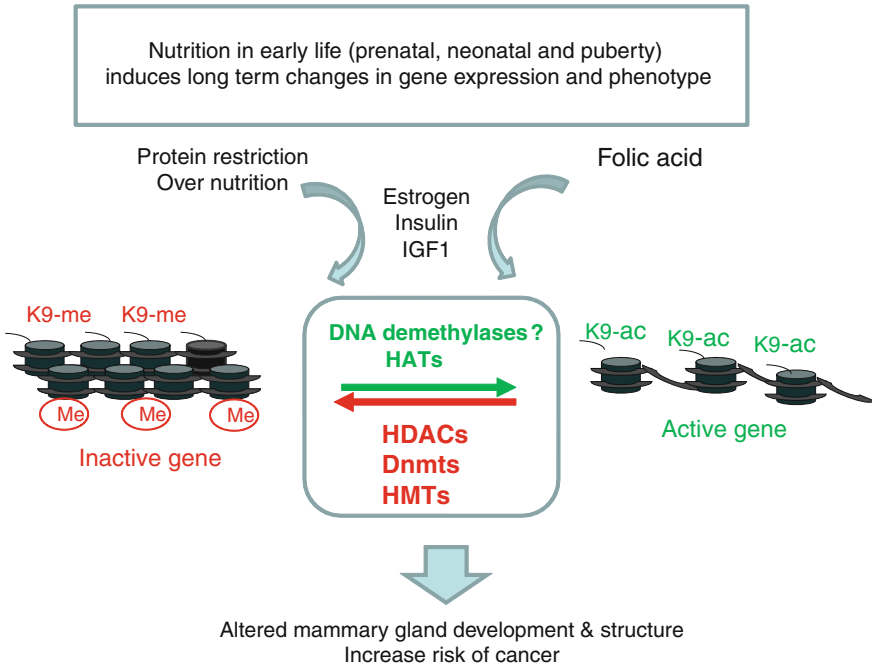 Nutrition in early life (prenatal, neonatal and puberty)
induces long term changes in gene expression and phenotype
Protein restriction
Over nutrition
Folic acid
Estrogen
Insulin
IGF1
K9-me K9-me
DNA demethylases?
HATs
K9-ac
K9-ac
K9-ac
Me
Me
Me
Inactive gene
HDACs
Dnmts
HMTs
Active gene
Altered mammary gland development & structure
Increase risk of cancer